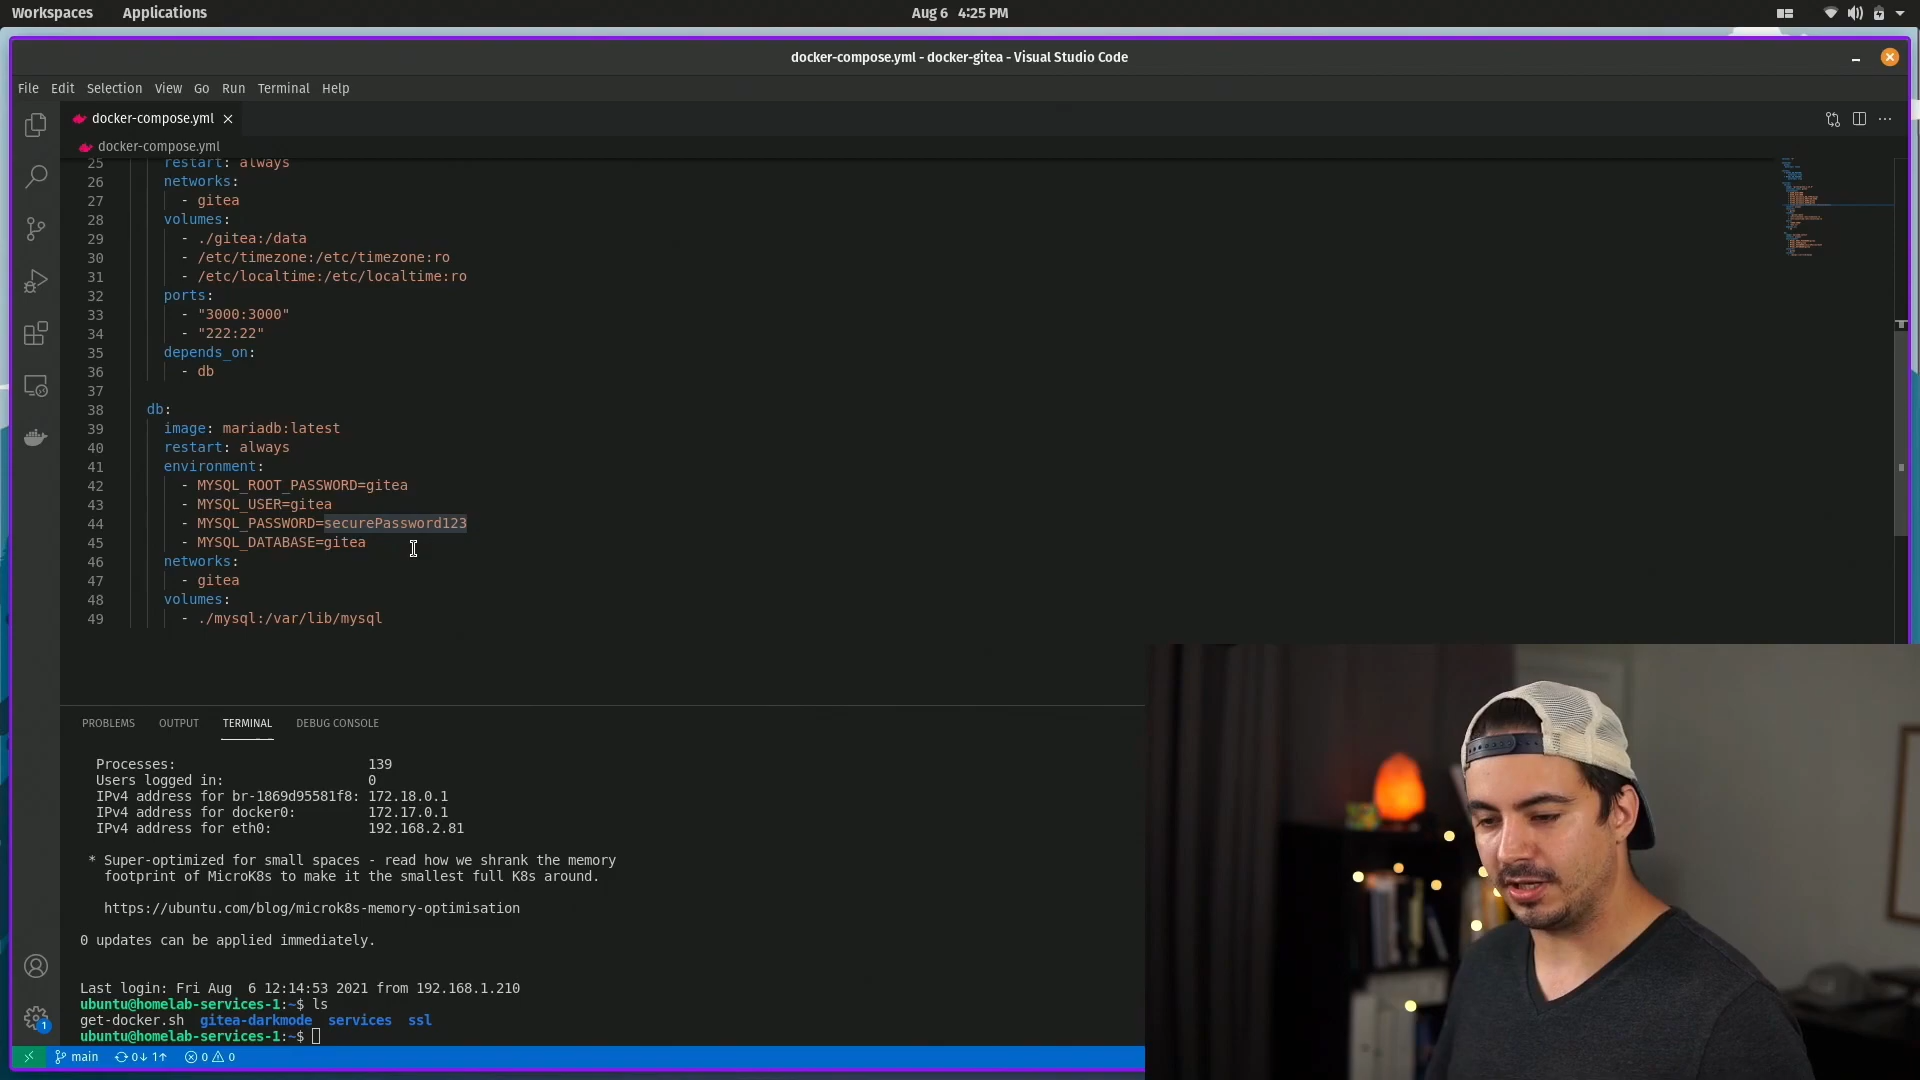 Workspaces Applications Aug 6 4:25 PM
docker-compose.yml - docker-gitea - Visual Studio Code
File Edit Selection View Go Run Terminal Help
docker-compose.yml
docker-compose.yml
25 restart: always
26 networks:
27 - gitea
28 volumes:
29 - ./gitea:/data
30 - /etc/timezone:/etc/timezone:ro
31 - /etc/localtime:/etc/localtime:ro
32 ports:
33 - "3000:3000"
34 - "222:22"
35 depends_on:
36 - db
37
38 db:
39 image: mariadb:latest
40 restart: always
41 environment:
42 - MYSQL_ROOT_PASSWORD=gitea
43 - MYSQL_USER=gitea
44 - MYSQL_PASSWORD=securePassword123
45 - MYSQL_DATABASE=gitea
46 networks:
47 - gitea
48 volumes:
49 - ./mysql:/var/lib/mysql
PROBLEMS OUTPUT TERMINAL DEBUG CONSOLE
Processes: 139
Users logged in: 0
IPv4 address for br-1869d95581f8: 172.18.0.1
IPv4 address for docker0: 172.17.0.1
IPv4 address for eth0: 192.168.2.81
* Super-optimized for small spaces - read how we shrank the memory
footprint of MicroK8s to make it the smallest full K8s around.
https://ubuntu.com/blog/microk8s-memory-optimisation
0 updates can be applied immediately.
Last login: Fri Aug 6 12:14:53 2021 from 192.168.1.210
ubuntu@homelab-services-1:~$ ls
get-docker.sh gitea-darkmode services ssl
ubuntu@homelab-services-1:~$
1
main 0↓ 1↑ 0 0